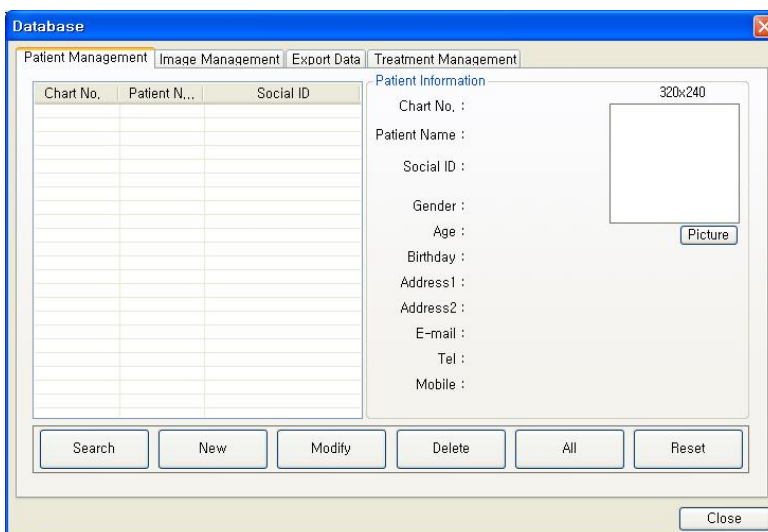 Database
Patient Management Image Management Export Data Treatment Management
Chart No. Patient N... Social ID
Patient Information
320x240
Chart No. :
Patient Name :
Social ID :
Gender :
Age :
Picture
Birthday :
Address1 :
Address2 :
E-mail :
Tel :
Mobile :
Search New Modify Delete All Reset
Close